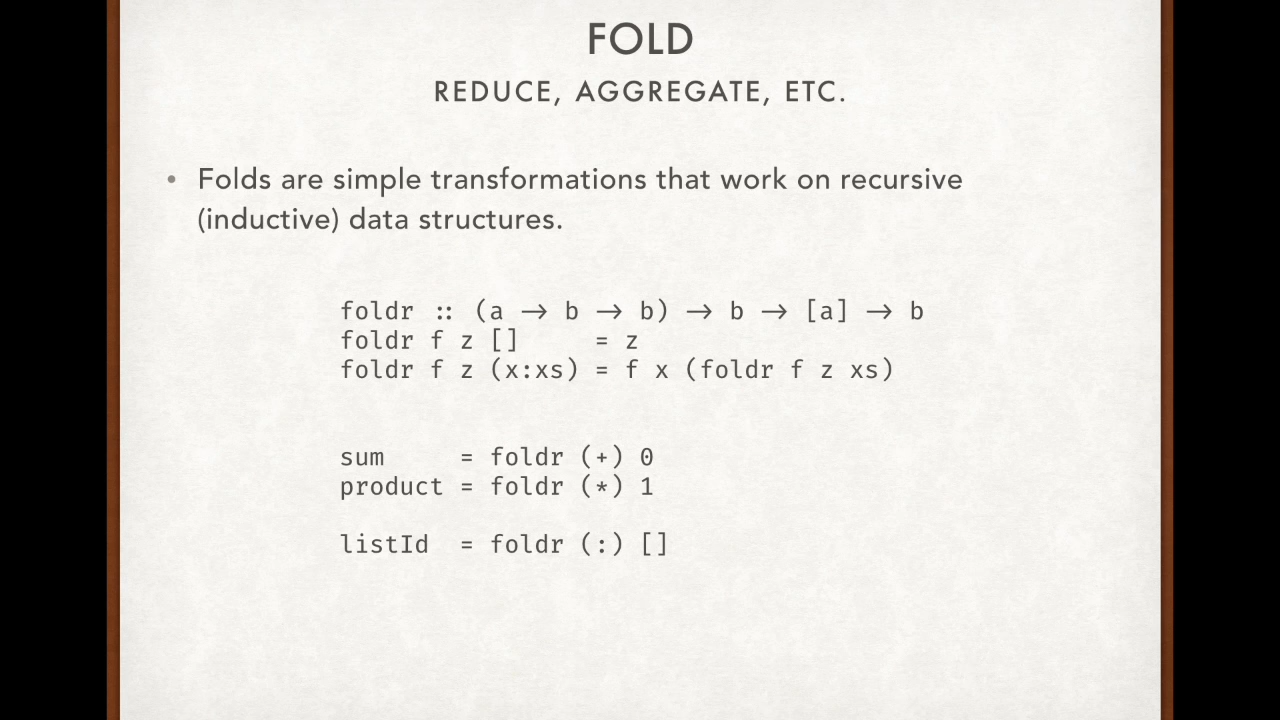 FOLD
REDUCE, AGGREGATE, ETC.
• Folds are simple transformations that work on recursive
(inductive) data structures.
foldr :: (a → b → b) → b → [a] → b
foldr f z []     = z
foldr f z (x:xs) = f x (foldr f z xs)
sum     = foldr (+) 0
product = foldr (*) 1
listId  = foldr (:) []